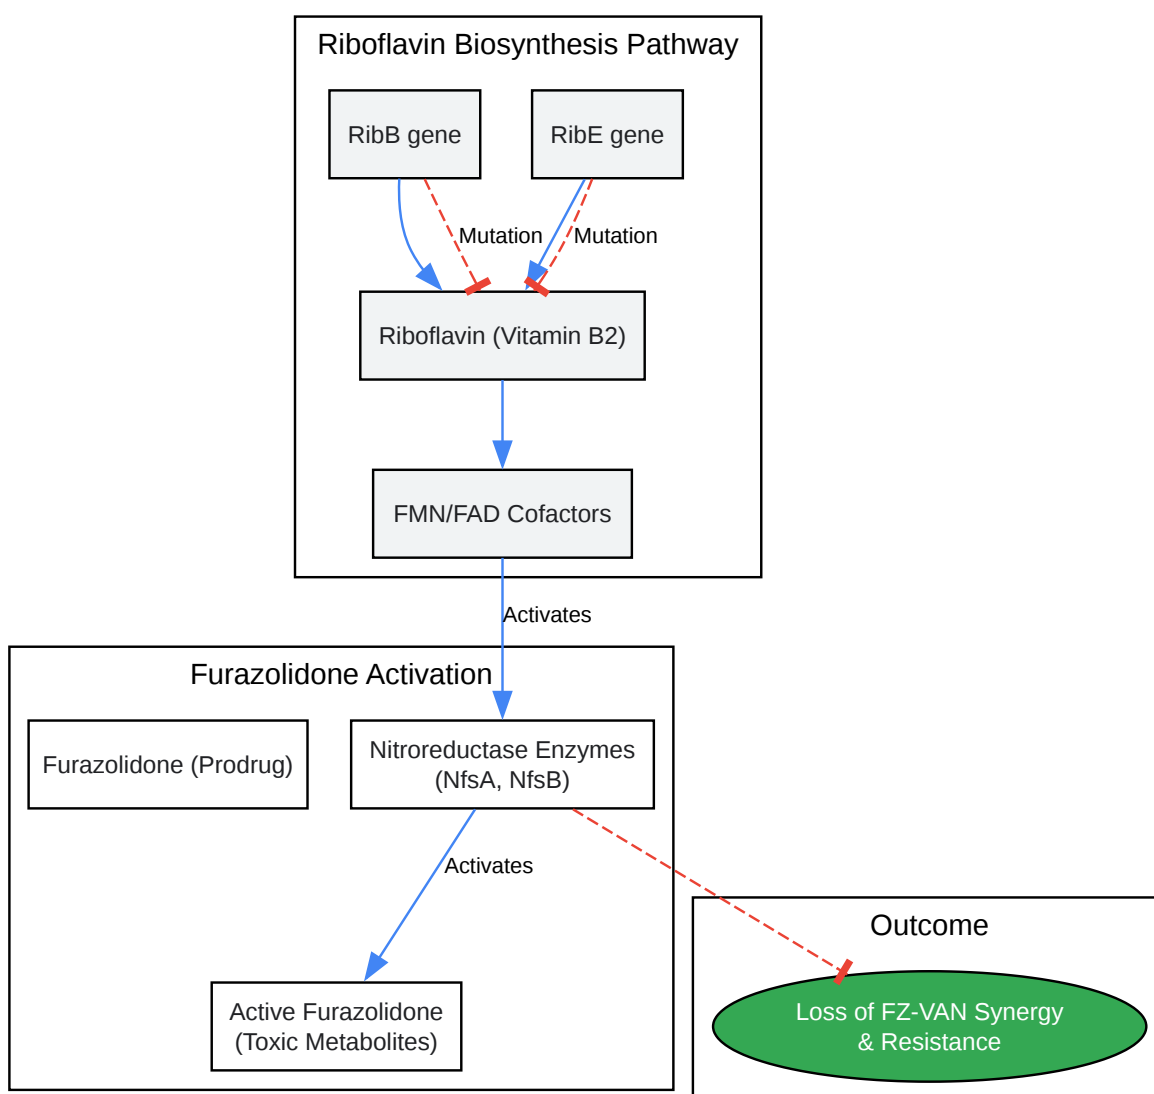 Riboflavin Biosynthesis Pathway
RibB gene
RibE gene
Mutation
Mutation
Riboflavin (Vitamin B2)
FMN/FAD Cofactors
Activates
Furazolidone Activation
Furazolidone (Prodrug)
Nitroreductase Enzymes
(NfsA, NfsB)
Activates
Active Furazolidone
(Toxic Metabolites)
Outcome
Loss of FZ-VAN Synergy
& Resistance